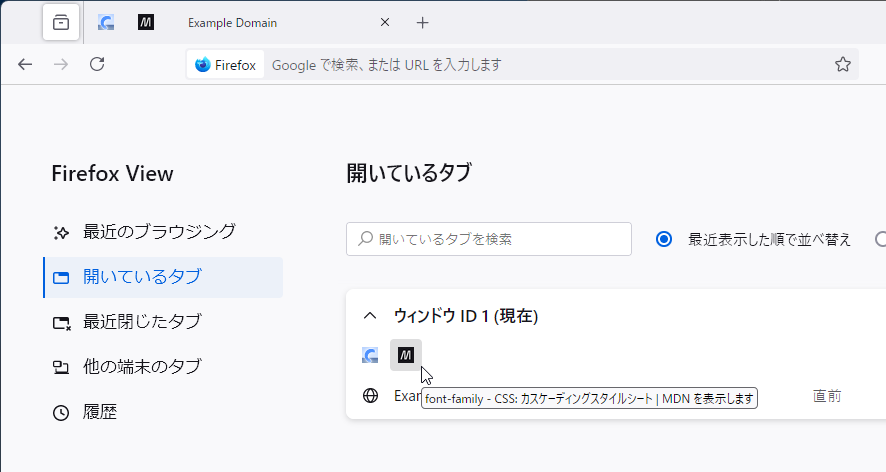 Example Domain
Firefox
Google で検索、または URL を入力します
Firefox View
開いているタブ
最近のブラウジング
開いているタブを検索
最近表示した順で並べ替え
開いているタブ
最近閉じたタブ
ウィンドウ ID 1 (現在)
他の端末のタブ
Exam
font-family - CSS: カスケーディングスタイルシート | MDN を表示します
直前
履歴